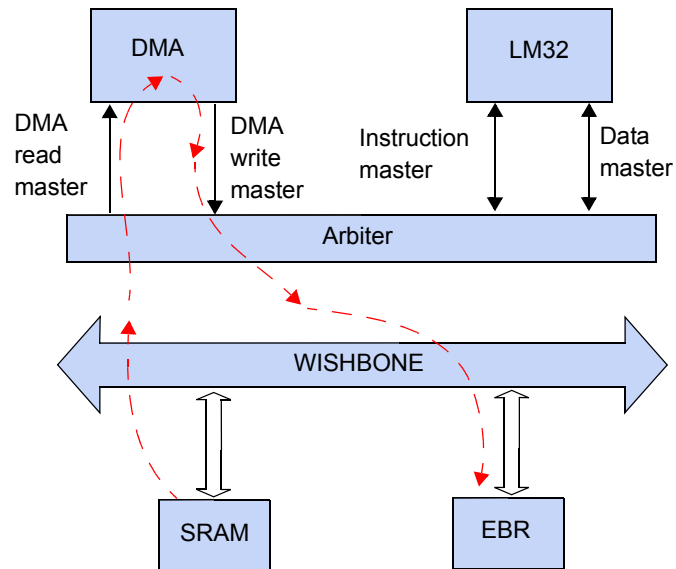 DMA
LM32
DMA
read
master
DMA
write
master
Instruction
master
Data
master
Arbiter
WISHBONE
SRAM
EBR